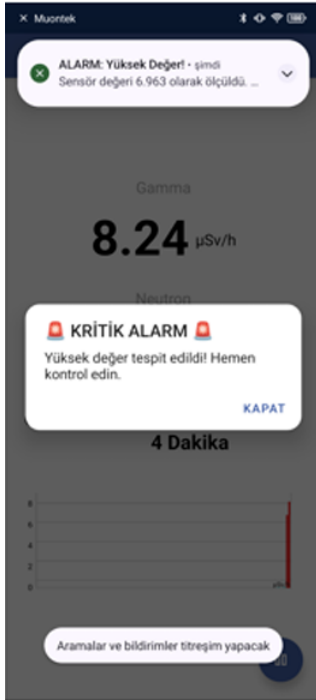 × Muontek
ALARM: Yüksek Değer! • şimdi
Sensör değeri 6.963 olarak ölçüldü. ...
Gamma
8.24 µSv/h
Neutron
🚨 KRİTİK ALARM 🚨
Yüksek değer tespit edildi! Hemen
kontrol edin.
KAPAT
4 Dakika
8
6
4
2
0
Aramalar ve bildirimler titreşim yapacak